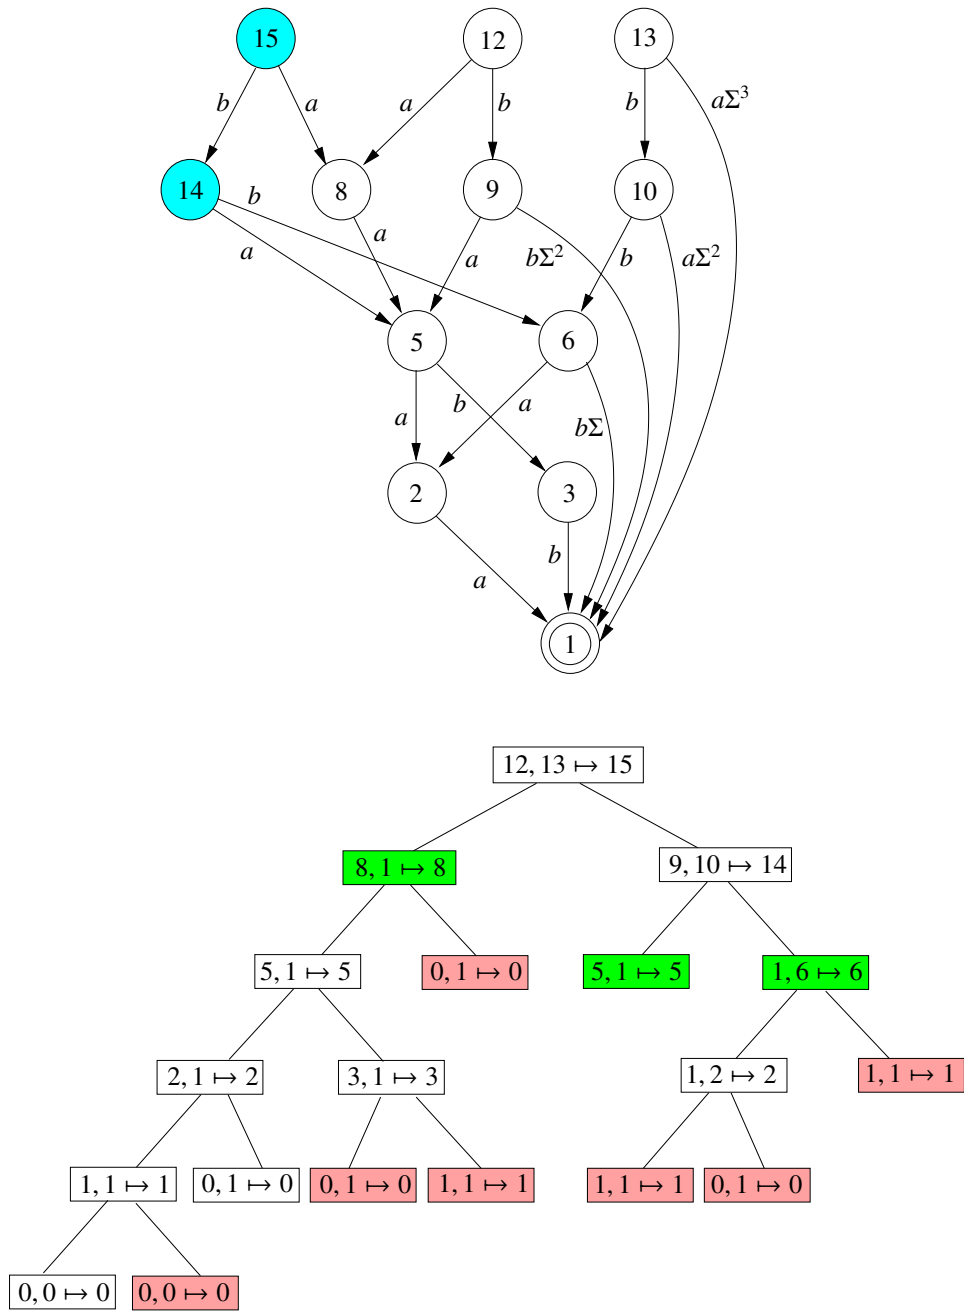 15 12 13
b a a b b aΣ³
14 8 9 10
b a a a bΣ² b aΣ²
5 6
a b a bΣ
2 3
a b
1
12, 13 ↦ 15
8, 1 ↦ 8 9, 10 ↦ 14
5, 1 ↦ 5 0, 1 ↦ 0 5, 1 ↦ 5 1, 6 ↦ 6
2, 1 ↦ 2 3, 1 ↦ 3 1, 2 ↦ 2 1, 1 ↦ 1
1, 1 ↦ 1 0, 1 ↦ 0 0, 1 ↦ 0 1, 1 ↦ 1 1, 1 ↦ 1 0, 1 ↦ 0
0, 0 ↦ 0 0, 0 ↦ 0